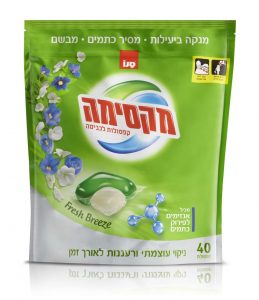 סנו
מנקה ביעילות • מסיר כתמים • מבשם
מקסימה
קפסולות לכביסה
Fresh Breeze
מכיל
אנזימים
לפירוק
כתמים
ניקוי עוצמתי ורעננות לאורך זמן
40